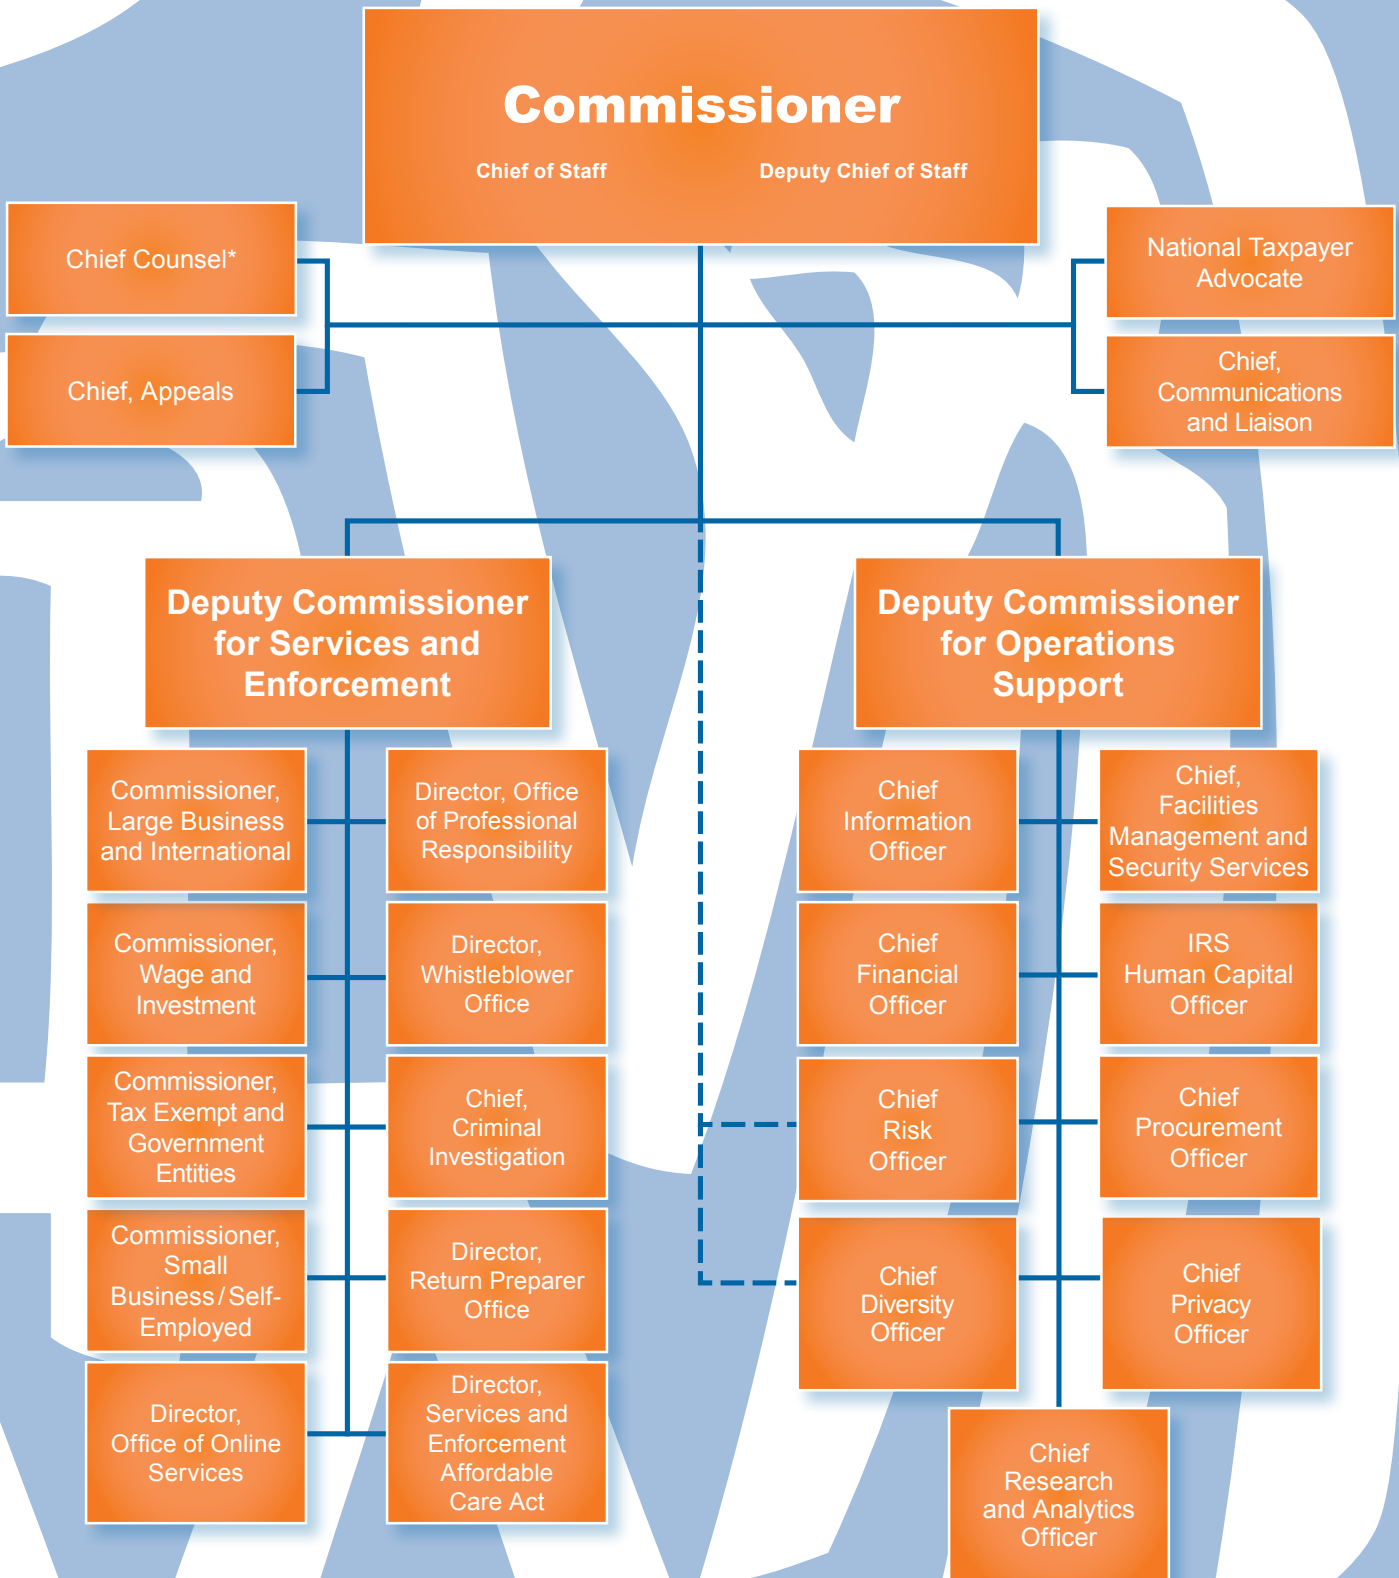 Commissioner
Chief of Staff
Deputy Chief of Staff
Chief Counsel*
Chief, Appeals
National Taxpayer
Advocate
Chief,
Communications
and Liaison
Deputy Commissioner
for Services and
Enforcement
Deputy Commissioner
for Operations
Support
Commissioner,
Large Business
and International
Director, Office
of Professional
Responsibility
Commissioner,
Wage and
Investment
Director,
Whistleblower
Office
Commissioner,
Tax Exempt and
Government
Entities
Chief,
Criminal
Investigation
Commissioner,
Small
Business/Self-
Employed
Director,
Return Preparer
Office
Director,
Office of Online
Services
Director,
Services and
Enforcement
Affordable
Care Act
Chief
Information
Officer
Chief,
Facilities
Management and
Security Services
Chief
Financial
Officer
IRS
Human Capital
Officer
Chief
Risk
Officer
Chief
Procurement
Officer
Chief
Diversity
Officer
Chief
Privacy
Officer
Chief
Research
and Analytics
Officer